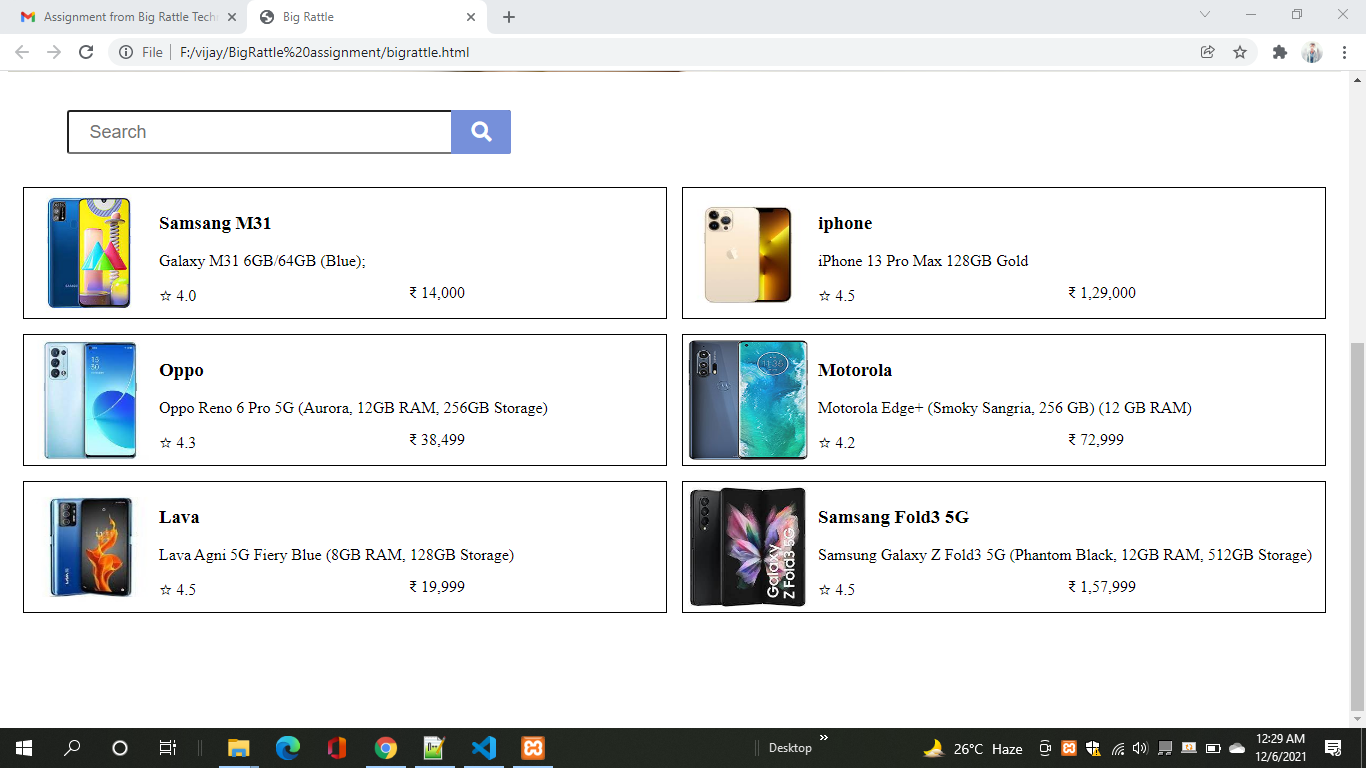 Assignment from Big Rattle Tech
Big Rattle
File
F:/vijay/BigRattle%20assignment/bigrattle.html
Search
Samsang M31
Galaxy M31 6GB/64GB (Blue);
☆ 4.0
₹ 14,000
iphone
iPhone 13 Pro Max 128GB Gold
☆ 4.5
₹ 1,29,000
Oppo
Oppo Reno 6 Pro 5G (Aurora, 12GB RAM, 256GB Storage)
☆ 4.3
₹ 38,499
Motorola
Motorola Edge+ (Smoky Sangria, 256 GB) (12 GB RAM)
☆ 4.2
₹ 72,999
Lava
Lava Agni 5G Fiery Blue (8GB RAM, 128GB Storage)
☆ 4.5
₹ 19,999
Samsang Fold3 5G
Samsung Galaxy Z Fold3 5G (Phantom Black, 12GB RAM, 512GB Storage)
☆ 4.5
₹ 1,57,999
Galaxy
Z Fold3 5G
Desktop
26°C Haze
12:29 AM
12/6/2021